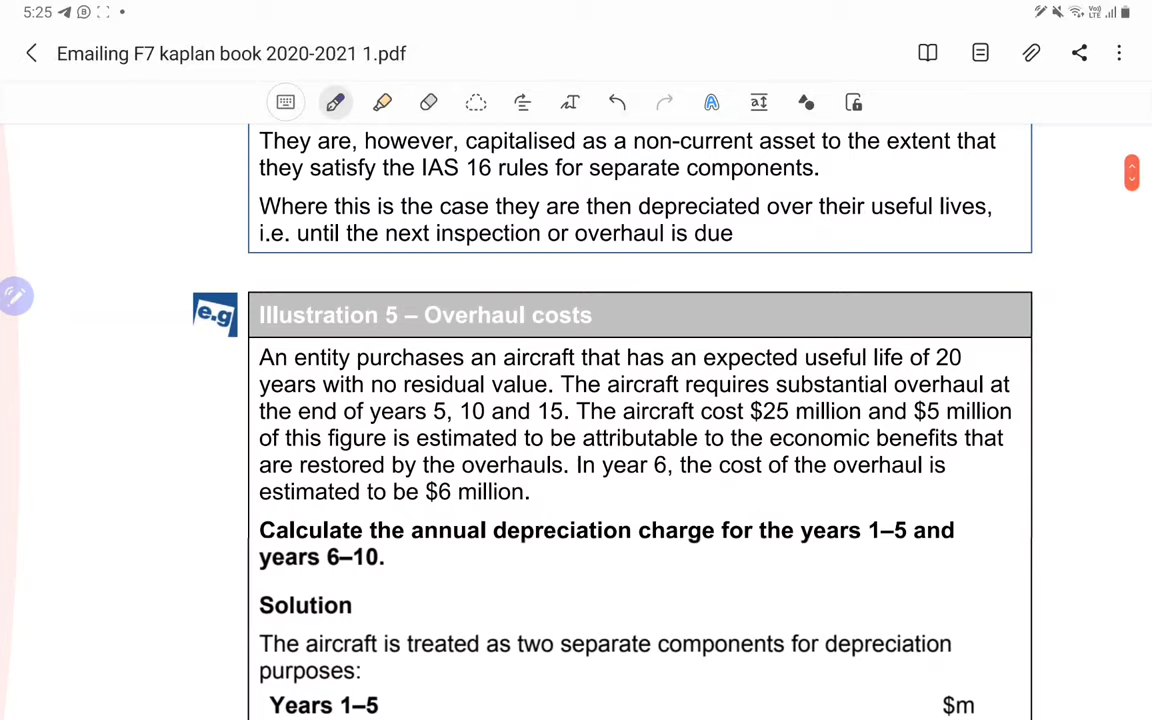 5:25
Emailing F7 kaplan book 2020-2021 1.pdf
They are, however, capitalised as a non-current asset to the extent that
they satisfy the IAS 16 rules for separate components.
Where this is the case they are then depreciated over their useful lives,
i.e. until the next inspection or overhaul is due
e.g
Illustration 5 – Overhaul costs
An entity purchases an aircraft that has an expected useful life of 20
years with no residual value. The aircraft requires substantial overhaul at
the end of years 5, 10 and 15. The aircraft cost $25 million and $5 million
of this figure is estimated to be attributable to the economic benefits that
are restored by the overhauls. In year 6, the cost of the overhaul is
estimated to be $6 million.
Calculate the annual depreciation charge for the years 1–5 and
years 6–10.
Solution
The aircraft is treated as two separate components for depreciation
purposes:
Years 1–5 $m